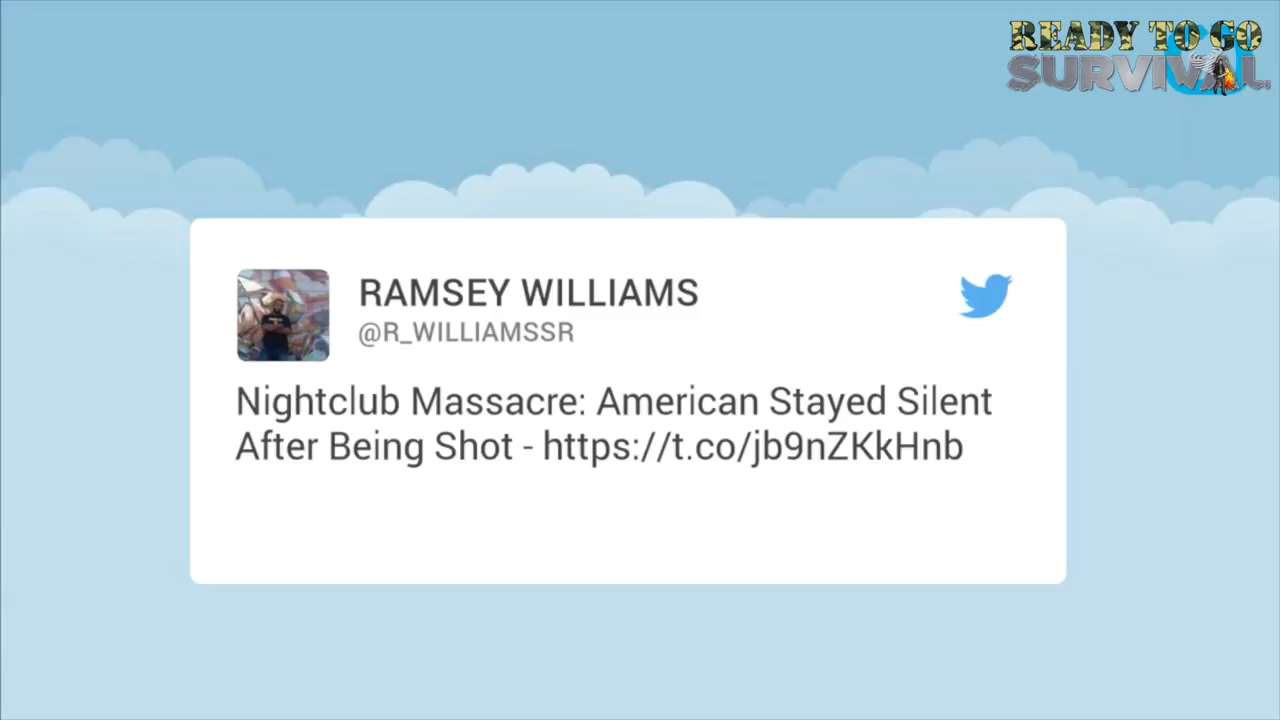 READY TO GO
SURVIVAL
RAMSEY WILLIAMS
@R_WILLIAMSSR
Nightclub Massacre: American Stayed Silent
After Being Shot - https://t.co/jb9nZKkHnb